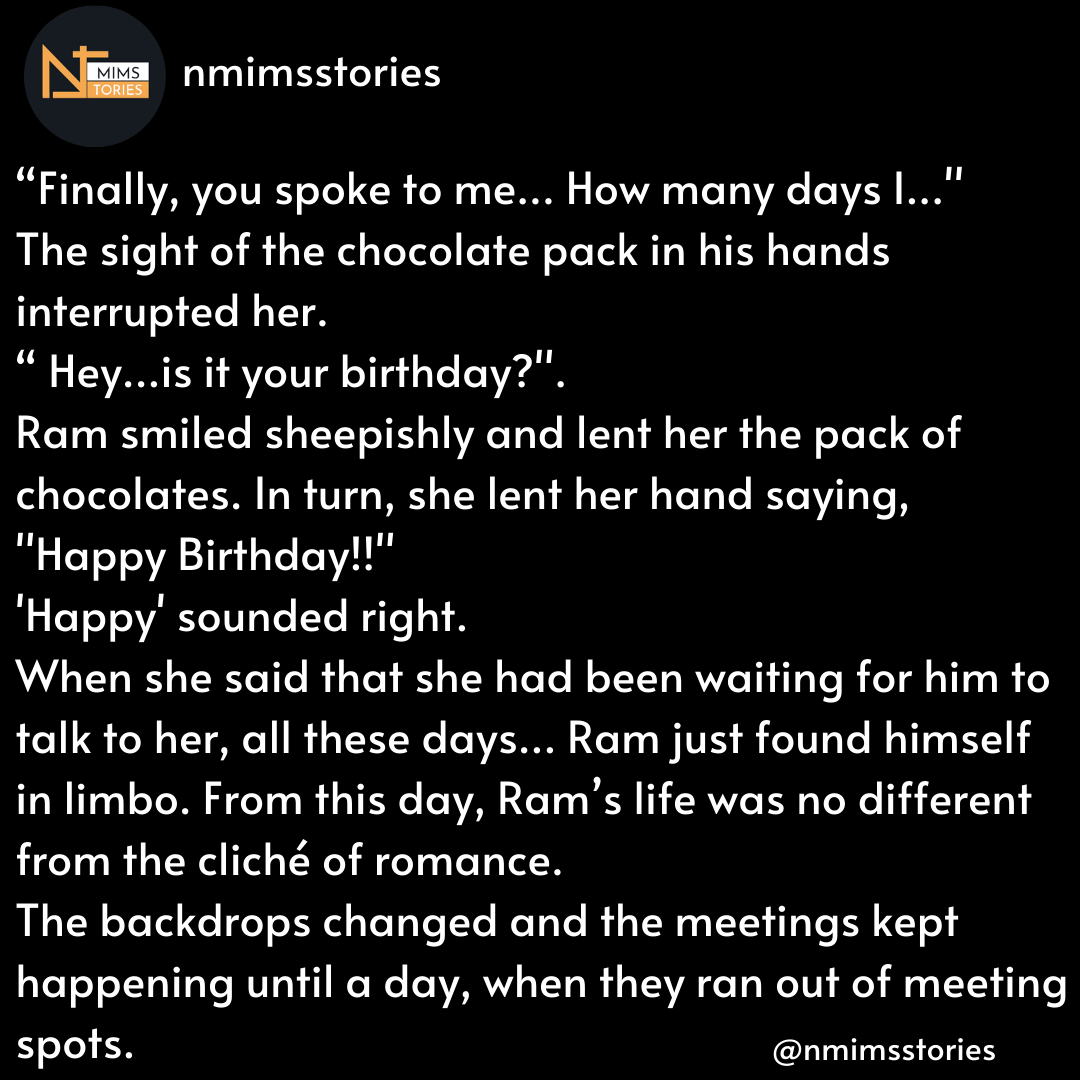 MIMS
TORIES
nmimsstories
“Finally, you spoke to me... How many days I..."
The sight of the chocolate pack in his hands
interrupted her.
“ Hey...is it your birthday?".
Ram smiled sheepishly and lent her the pack of
chocolates. In turn, she lent her hand saying,
"Happy Birthday!!"
'Happy' sounded right.
When she said that she had been waiting for him to
talk to her, all these days... Ram just found himself
in limbo. From this day, Ram’s life was no different
from the cliché of romance.
The backdrops changed and the meetings kept
happening until a day, when they ran out of meeting
spots.
@nmimsstories